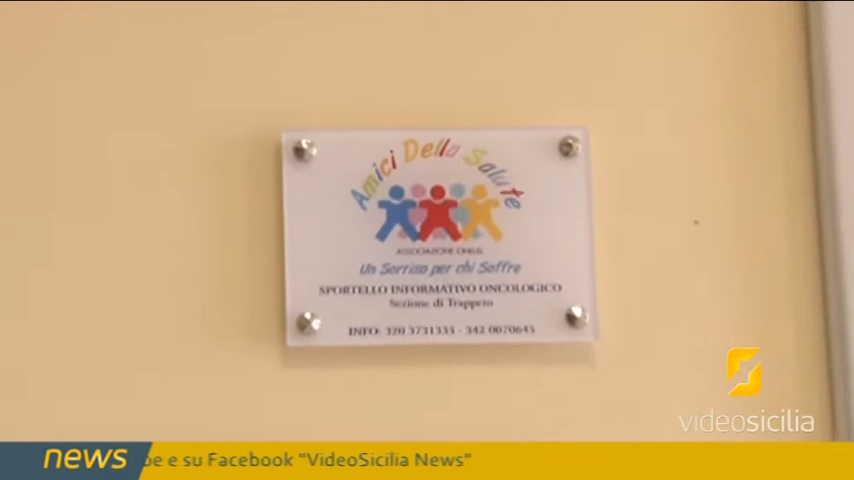 Amici Della Salute
ASSOCIAZIONE ONLUS
Un Sorriso per chi Soffre
SPORTELLO INFORMATIVO ONCOLOGICO
Sezione di Trappeto
INFO: 320 3731333 - 342 0070645
videosicilia
news be e su Facebook "VideoSicilia News"